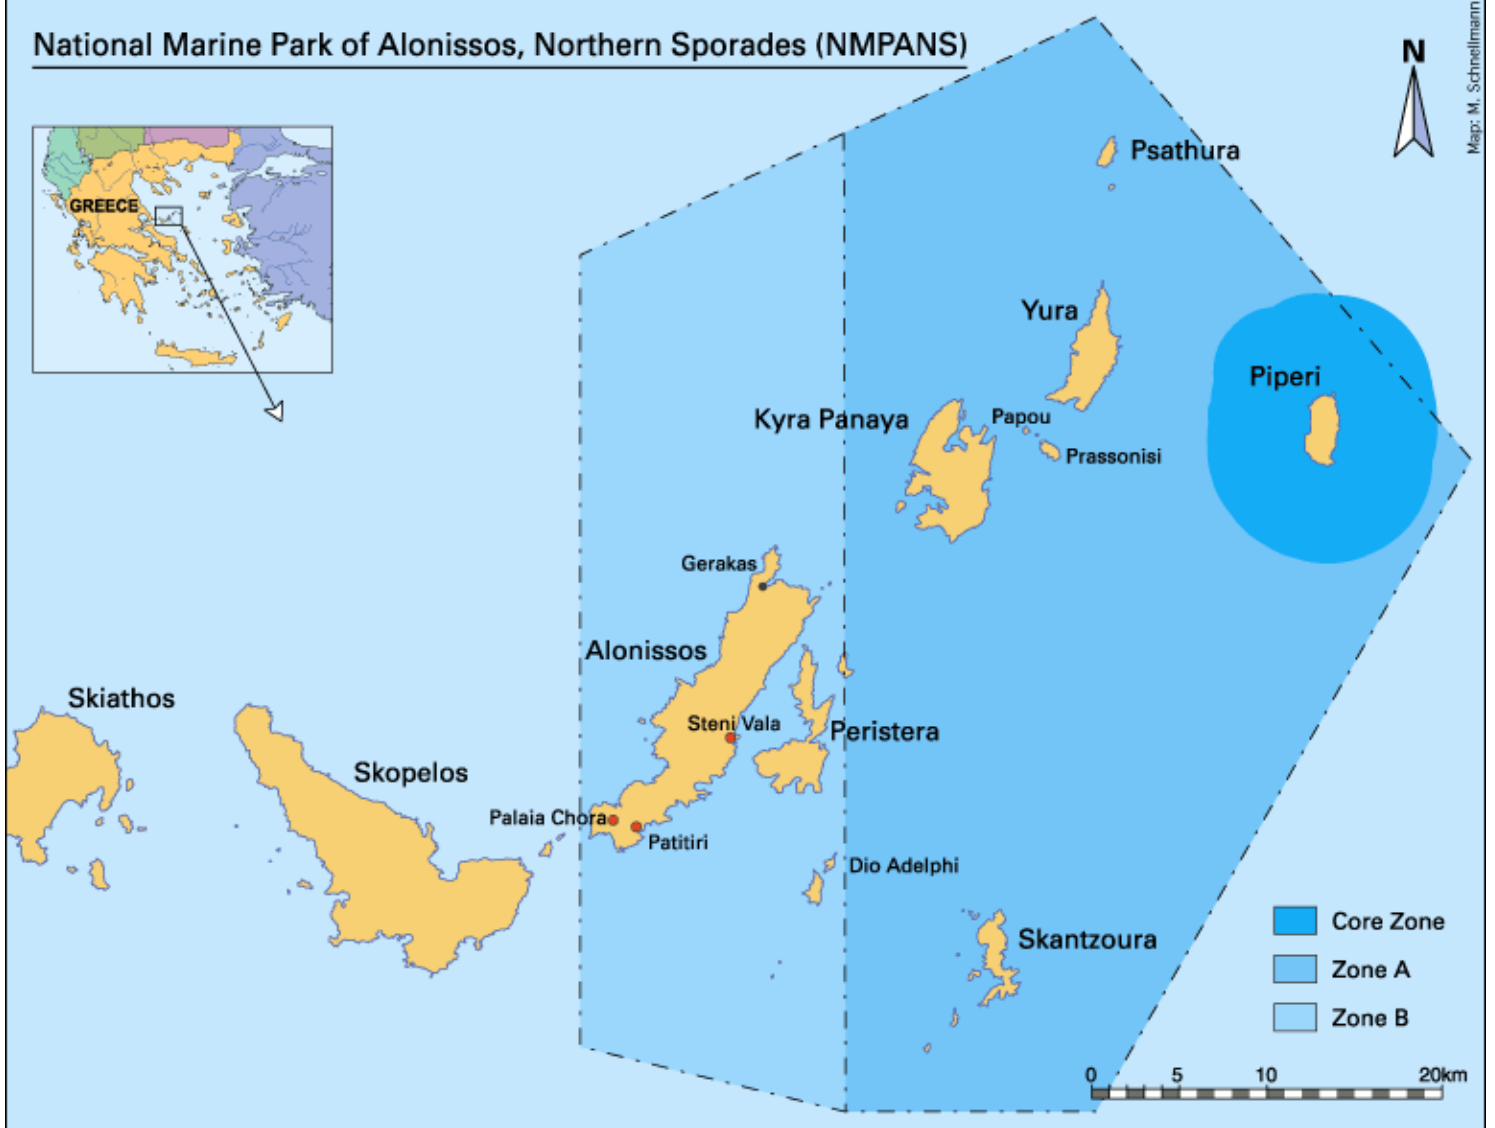 National Marine Park of Alonissos, Northern Sporades (NMPANS)
N
Map: M. Schnellmann
GREECE
Psathura
Yura
Piperi
Kyra Panaya
Papou
Prassonisi
Gerakas
Alonissos
Skiathos
Steni Vala
Peristera
Skopelos
Palaia Chora
Patitiri
Dio Adelphi
Skantzoura
Core Zone
Zone A
Zone B
0 5 10 20km